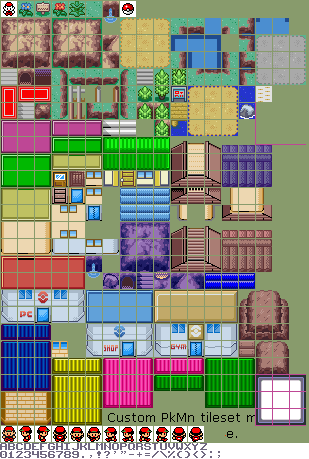 PC
SHOP
GYM
Custom PkMn tileset m
e.
ABCDEFGHIJKLMNOPQRSTUVWXYZ
0123456789.,!?'"-+=/\%()><:;